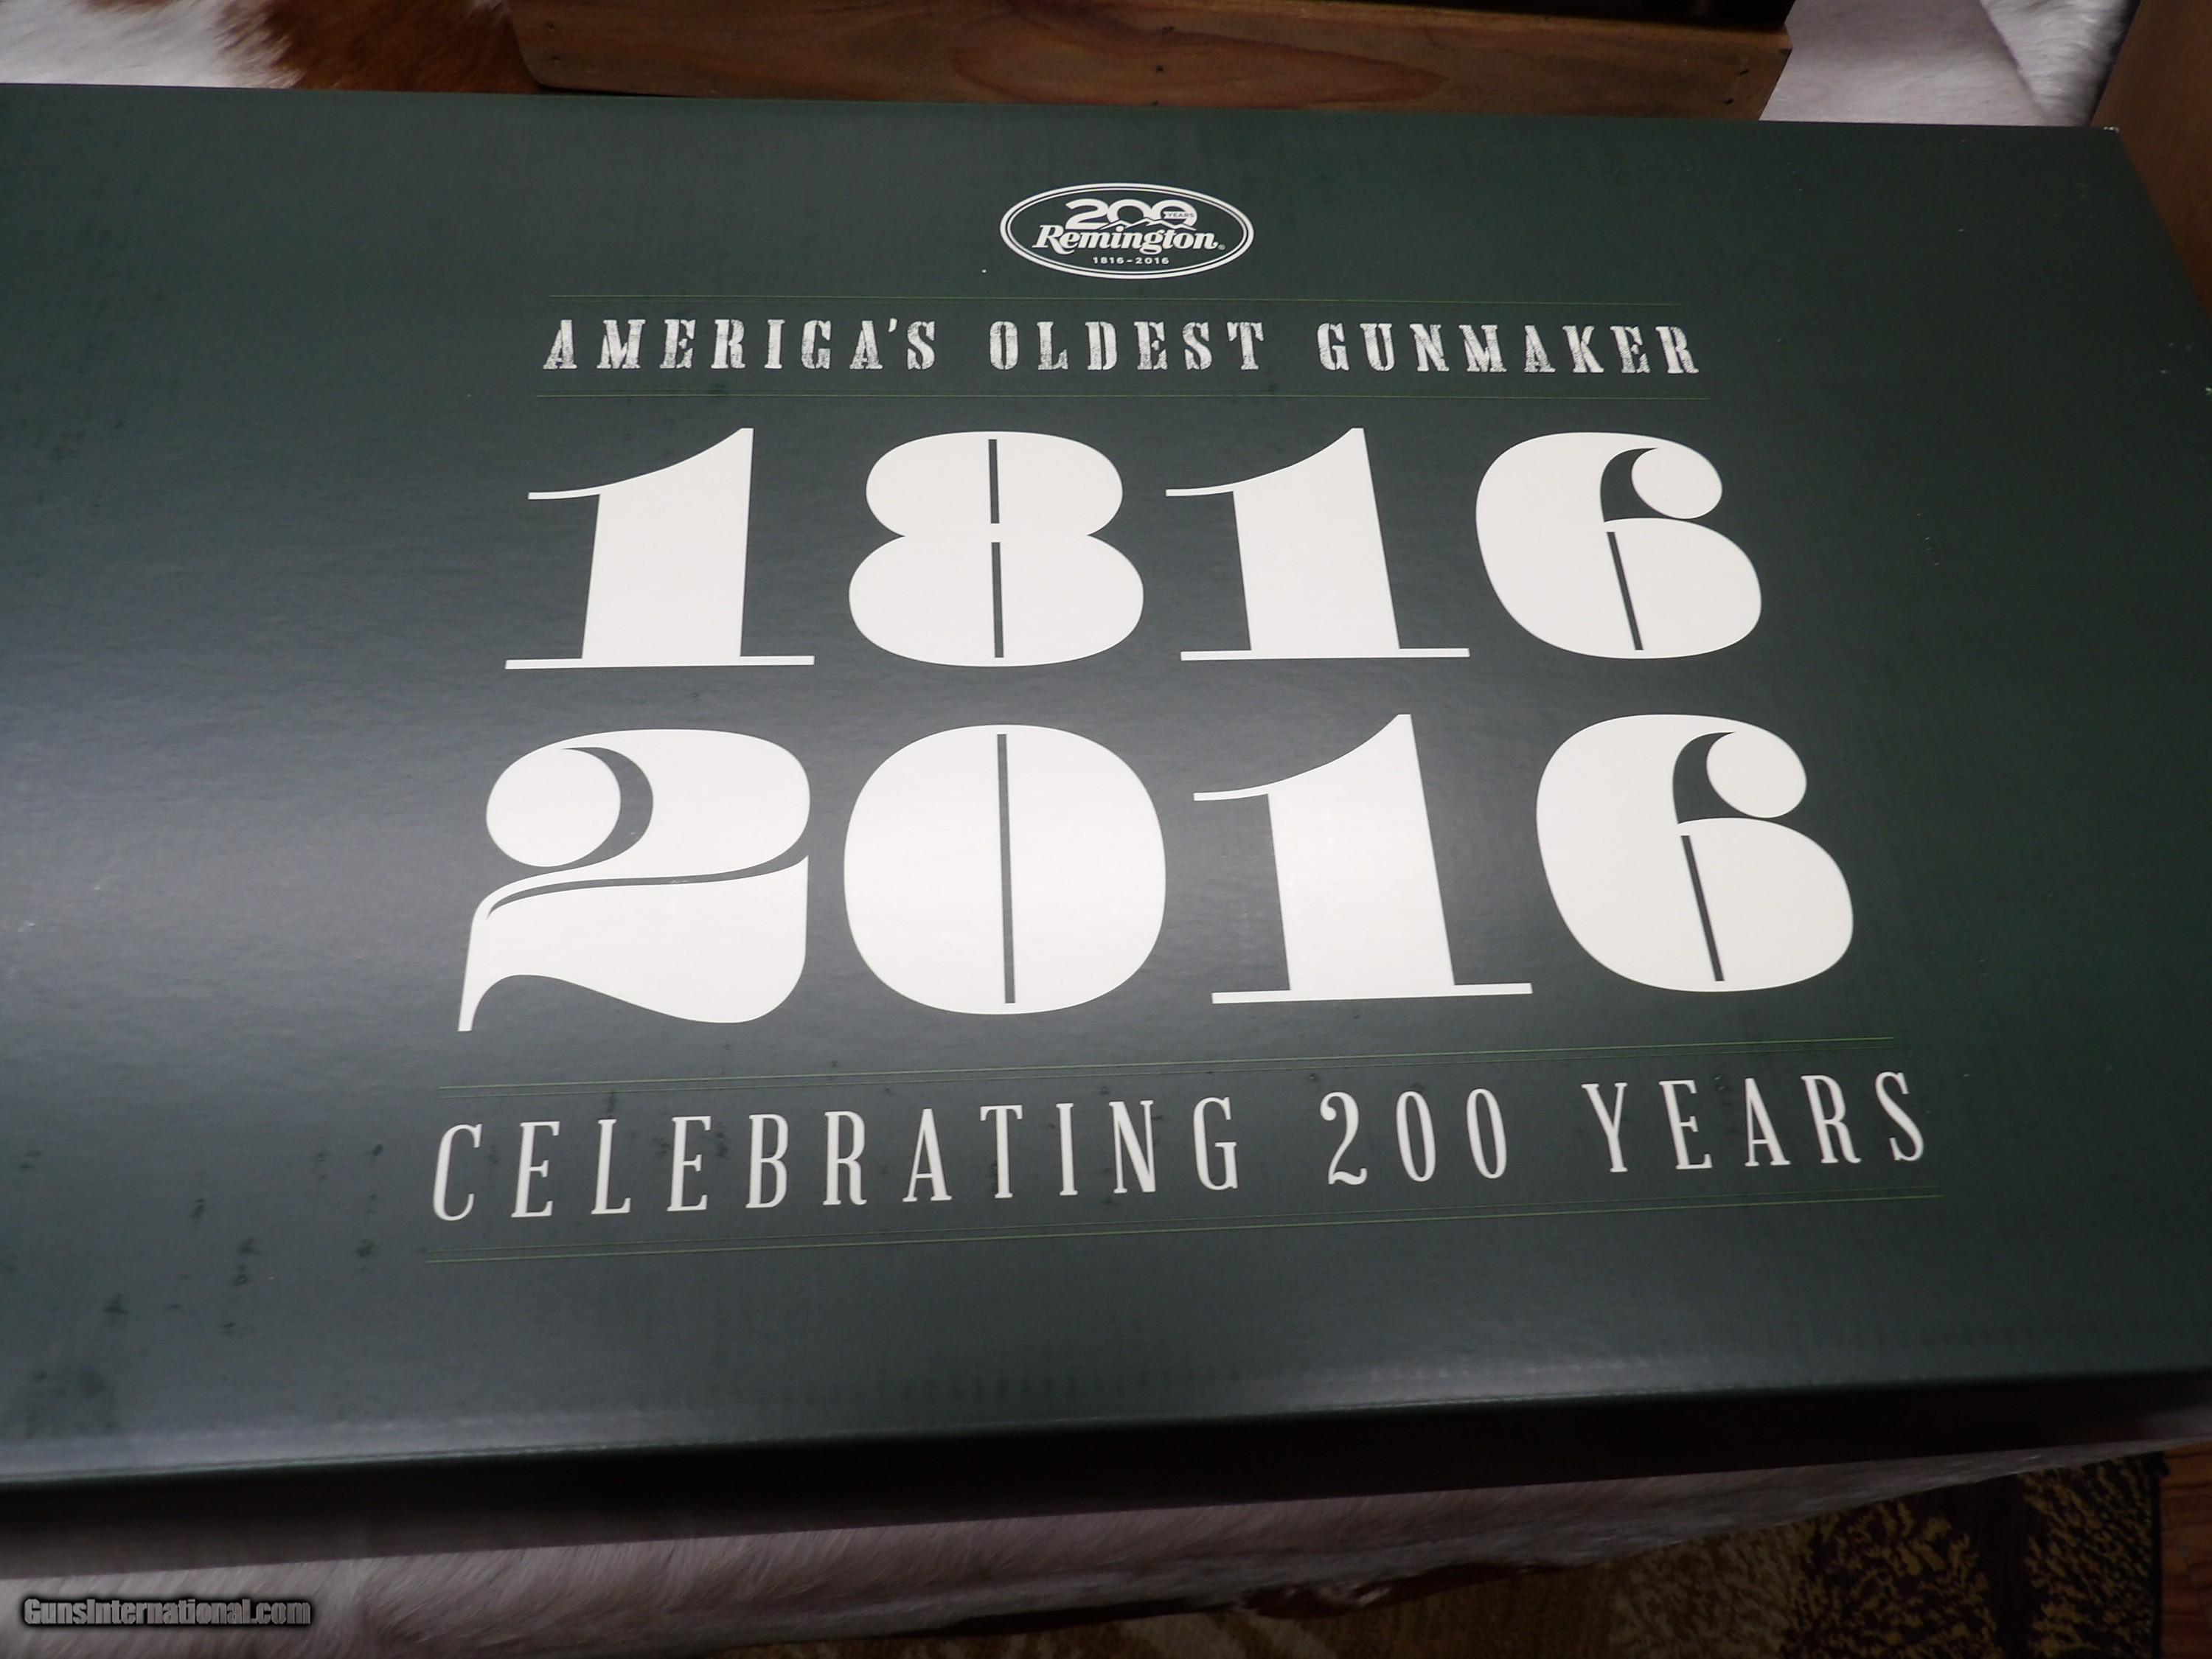 200 YEARS
Remington®
1816-2016
AMERICA'S OLDEST GUNMAKER
1816
2016
CELEBRATING 200 YEARS
GunsInternational.com